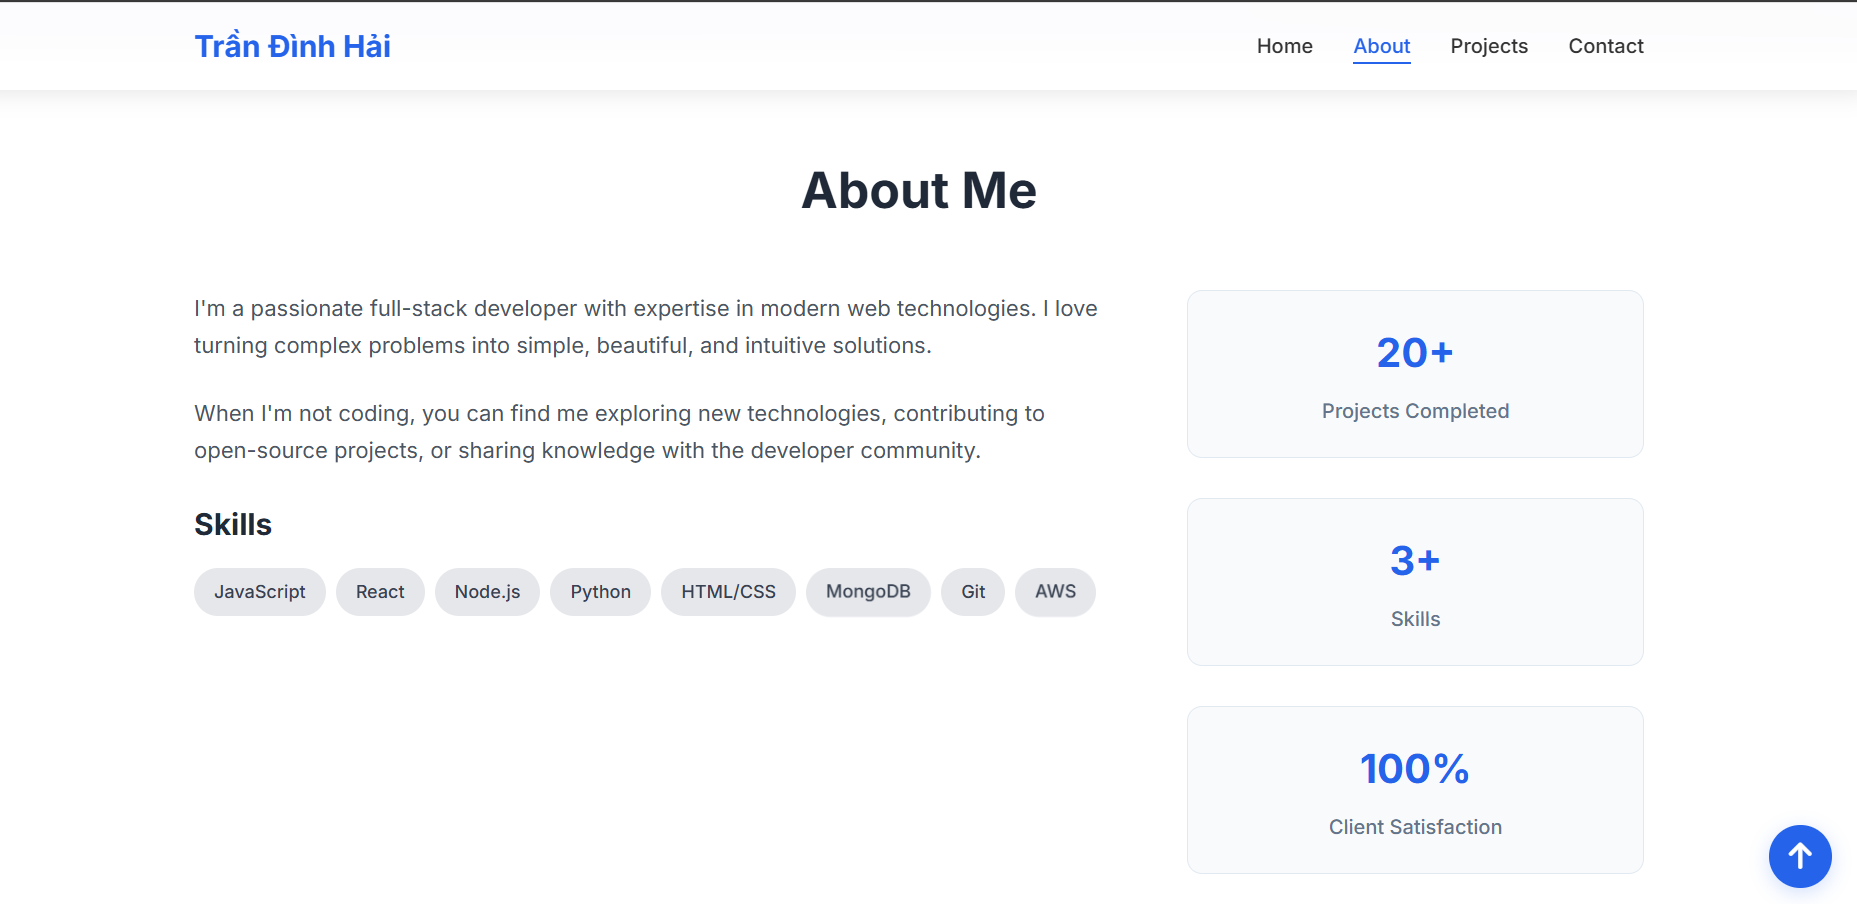 Trần Đình Hải
Home
About
Projects
Contact
About Me
I'm a passionate full-stack developer with expertise in modern web technologies. I love
turning complex problems into simple, beautiful, and intuitive solutions.
When I'm not coding, you can find me exploring new technologies, contributing to
open-source projects, or sharing knowledge with the developer community.
Skills
JavaScript
React
Node.js
Python
HTML/CSS
MongoDB
Git
AWS
20+
Projects Completed
3+
Skills
100%
Client Satisfaction